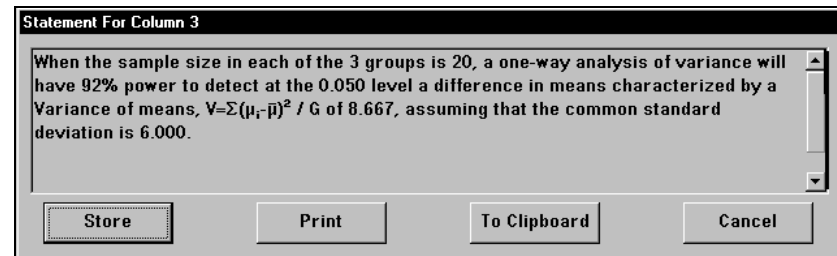 Statement For Column 3
When the sample size in each of the 3 groups is 20, a one-way analysis of variance will
have 92% power to detect at the 0.050 level a difference in means characterized by a
Variance of means, V=Σ(μᵢ-μ̄)² / G of 8.667, assuming that the common standard
deviation is 6.000.
Store Print To Clipboard Cancel